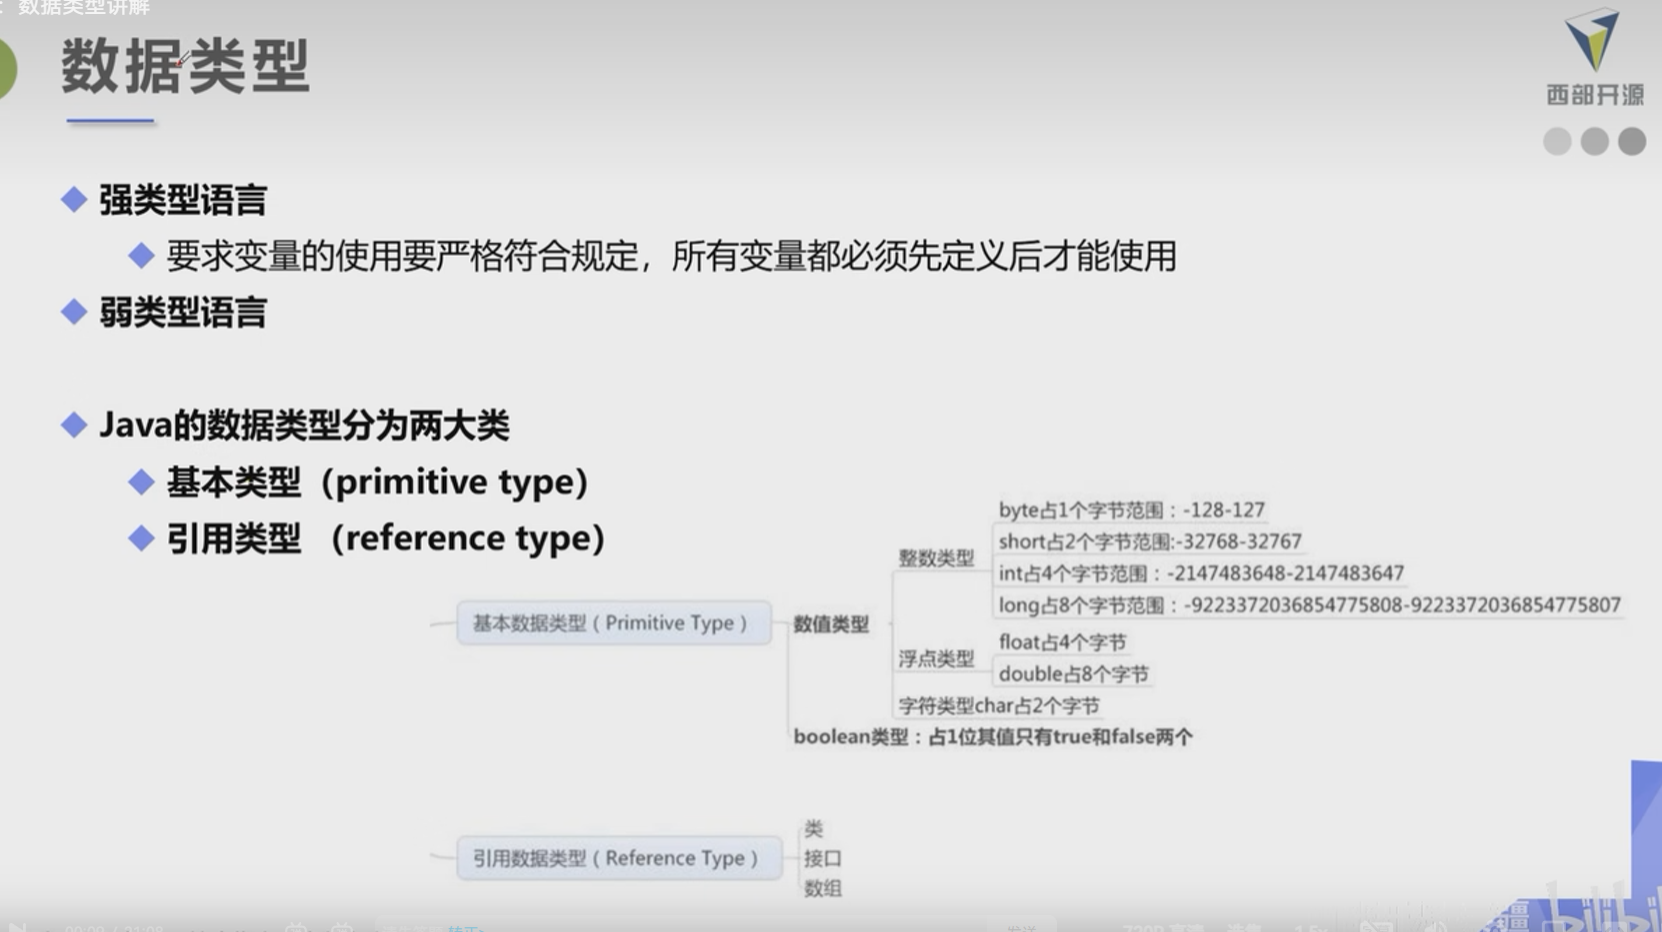 ：数据类型讲解
数据类型
西部开源
强类型语言
要求变量的使用要严格符合规定，所有变量都必须先定义后才能使用
弱类型语言
Java的数据类型分为两大类
基本类型（primitive type）
引用类型 （reference type）
基本数据类型（Primitive Type）
数值类型
整数类型
byte占1个字节范围：-128-127
short占2个字节范围:-32768-32767
int占4个字节范围：-2147483648-2147483647
long占8个字节范围：-9223372036854775808-9223372036854775807
浮点类型
float占4个字节
double占8个字节
字符类型char占2个字节
boolean类型：占1位其值只有true和false两个
引用数据类型（Reference Type）
类
接口
数组